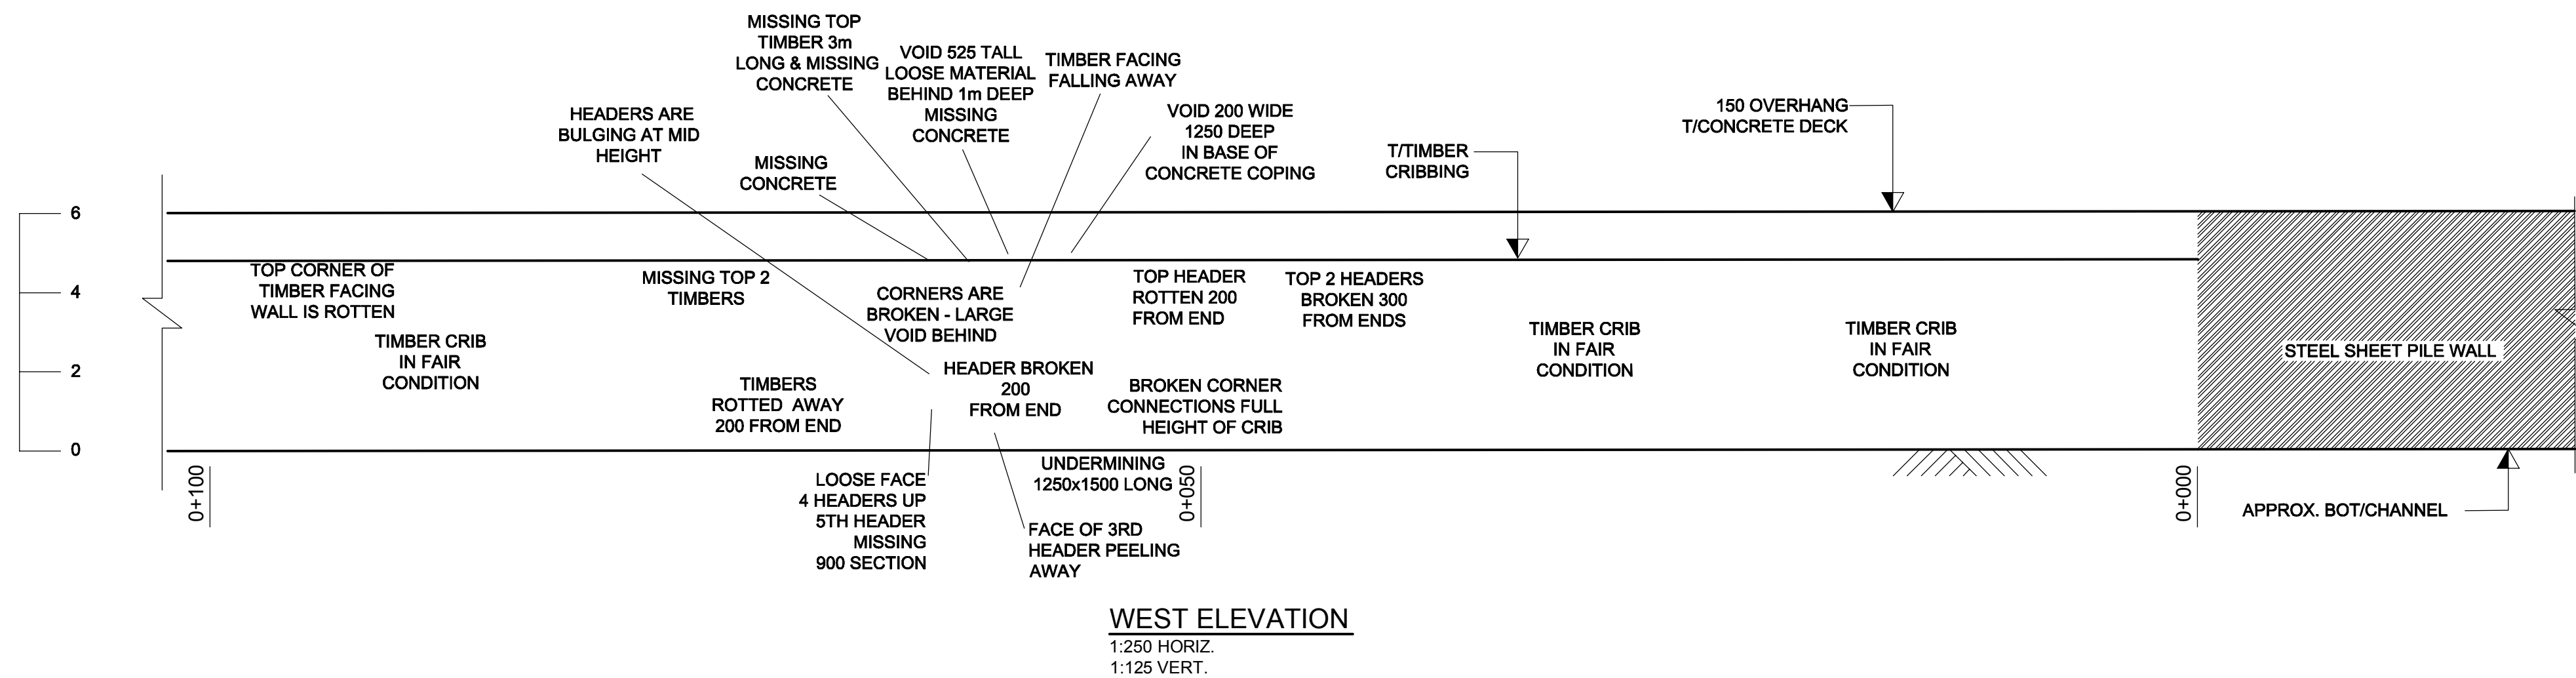 MISSING TOP
TIMBER 3m
LONG & MISSING
CONCRETE
VOID 525 TALL
LOOSE MATERIAL
BEHIND 1m DEEP
MISSING
CONCRETE
TIMBER FACING
FALLING AWAY
HEADERS ARE
BULGING AT MID
HEIGHT
MISSING
CONCRETE
VOID 200 WIDE
1250 DEEP
IN BASE OF
CONCRETE COPING
T/TIMBER
CRIBBING
150 OVERHANG
T/CONCRETE DECK
6
4
2
0
TOP CORNER OF
TIMBER FACING
WALL IS ROTTEN
TIMBER CRIB
IN FAIR
CONDITION
MISSING TOP 2
TIMBERS
TIMBERS
ROTTED AWAY
200 FROM END
CORNERS ARE
BROKEN - LARGE
VOID BEHIND
HEADER BROKEN
200
FROM END
TOP HEADER
ROTTEN 200
FROM END
BROKEN CORNER
CONNECTIONS FULL
HEIGHT OF CRIB
TOP 2 HEADERS
BROKEN 300
FROM ENDS
TIMBER CRIB
IN FAIR
CONDITION
TIMBER CRIB
IN FAIR
CONDITION
STEEL SHEET PILE WALL
0+100
LOOSE FACE
4 HEADERS UP
5TH HEADER
MISSING
900 SECTION
UNDERMINING
1250x1500 LONG
0+050
FACE OF 3RD
HEADER PEELING
AWAY
0+000
APPROX. BOT/CHANNEL
WEST ELEVATION
1:250 HORIZ.
1:125 VERT.